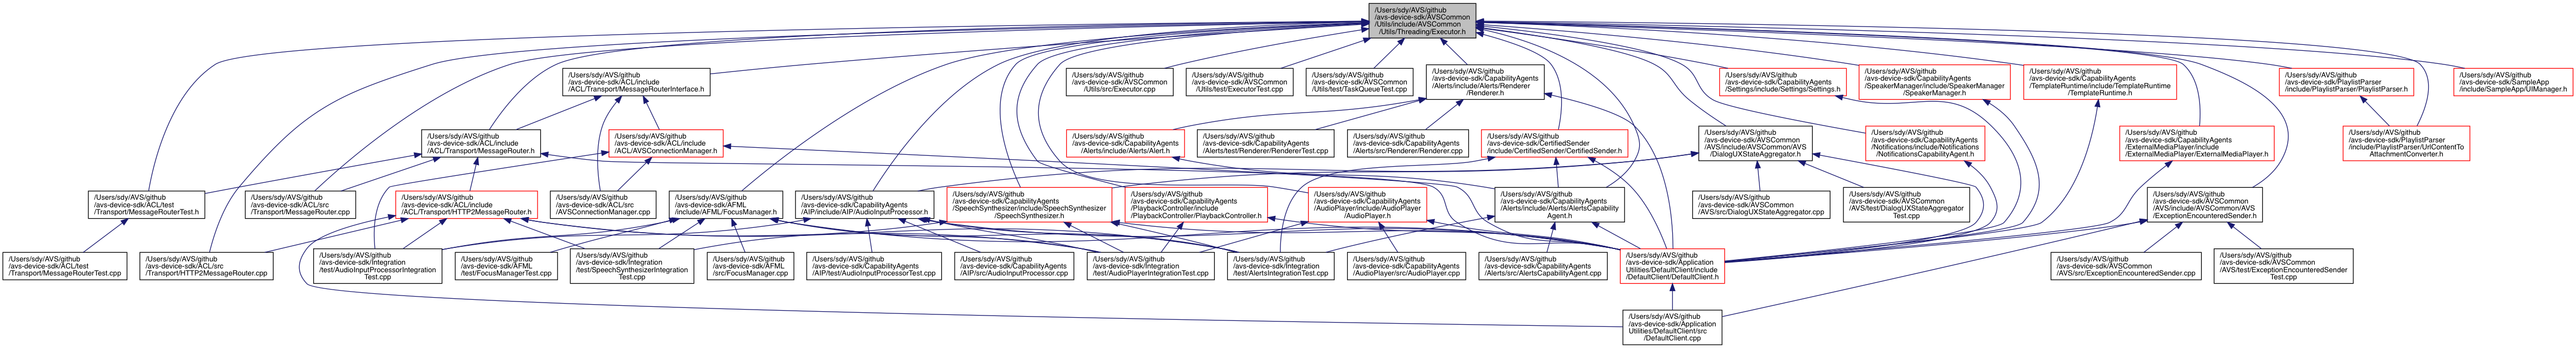 /Users/sdy/AVS/github
/avs-device-sdk/AVSCommon
/Utils/include/AVSCommon
/Utils/Threading/Executor.h
/Users/sdy/AVS/github
/avs-device-sdk/ACL/include
/ACL/Transport/MessageRouterInterface.h
/Users/sdy/AVS/github
/avs-device-sdk/AVSCommon
/Utils/src/Executor.cpp
/Users/sdy/AVS/github
/avs-device-sdk/AVSCommon
/Utils/test/ExecutorTest.cpp
/Users/sdy/AVS/github
/avs-device-sdk/AVSCommon
/Utils/test/TaskQueueTest.cpp
/Users/sdy/AVS/github
/avs-device-sdk/CapabilityAgents
/Alerts/include/Alerts/Renderer
/Renderer.h
/Users/sdy/AVS/github
/avs-device-sdk/CapabilityAgents
/Settings/include/Settings/Settings.h
/Users/sdy/AVS/github
/avs-device-sdk/CapabilityAgents
/SpeakerManager/include/SpeakerManager
/SpeakerManager.h
/Users/sdy/AVS/github
/avs-device-sdk/CapabilityAgents
/TemplateRuntime/include/TemplateRuntime
/TemplateRuntime.h
/Users/sdy/AVS/github
/avs-device-sdk/PlaylistParser
/include/PlaylistParser/PlaylistParser.h
/Users/sdy/AVS/github
/avs-device-sdk/SampleApp
/include/SampleApp/UIManager.h
/Users/sdy/AVS/github
/avs-device-sdk/ACL/include
/ACL/Transport/MessageRouter.h
/Users/sdy/AVS/github
/avs-device-sdk/ACL/include
/ACL/AVSConnectionManager.h
/Users/sdy/AVS/github
/avs-device-sdk/CapabilityAgents
/Alerts/include/Alerts/Alert.h
/Users/sdy/AVS/github
/avs-device-sdk/CapabilityAgents
/Alerts/test/Renderer/RendererTest.cpp
/Users/sdy/AVS/github
/avs-device-sdk/CapabilityAgents
/Alerts/src/Renderer/Renderer.cpp
/Users/sdy/AVS/github
/avs-device-sdk/CertifiedSender
/include/CertifiedSender/CertifiedSender.h
/Users/sdy/AVS/github
/avs-device-sdk/AVSCommon
/AVS/include/AVSCommon/AVS
/DialogUXStateAggregator.h
/Users/sdy/AVS/github
/avs-device-sdk/CapabilityAgents
/Notifications/include/Notifications
/NotificationsCapabilityAgent.h
/Users/sdy/AVS/github
/avs-device-sdk/CapabilityAgents
/ExternalMediaPlayer/include
/ExternalMediaPlayer/ExternalMediaPlayer.h
/Users/sdy/AVS/github
/avs-device-sdk/PlaylistParser
/include/PlaylistParser/UrlContentTo
AttachmentConverter.h
/Users/sdy/AVS/github
/avs-device-sdk/ACL/test
/Transport/MessageRouterTest.h
/Users/sdy/AVS/github
/avs-device-sdk/ACL/src
/Transport/MessageRouter.cpp
/Users/sdy/AVS/github
/avs-device-sdk/ACL/include
/ACL/Transport/HTTP2MessageRouter.h
/Users/sdy/AVS/github
/avs-device-sdk/ACL/src
/AVSConnectionManager.cpp
/Users/sdy/AVS/github
/avs-device-sdk/AFML
/include/AFML/FocusManager.h
/Users/sdy/AVS/github
/avs-device-sdk/CapabilityAgents
/AIP/include/AIP/AudioInputProcessor.h
/Users/sdy/AVS/github
/avs-device-sdk/CapabilityAgents
/SpeechSynthesizer/include/SpeechSynthesizer
/SpeechSynthesizer.h
/Users/sdy/AVS/github
/avs-device-sdk/CapabilityAgents
/PlaybackController/include
/PlaybackController/PlaybackController.h
/Users/sdy/AVS/github
/avs-device-sdk/CapabilityAgents
/AudioPlayer/include/AudioPlayer
/AudioPlayer.h
/Users/sdy/AVS/github
/avs-device-sdk/CapabilityAgents
/Alerts/include/Alerts/AlertsCapability
Agent.h
/Users/sdy/AVS/github
/avs-device-sdk/AVSCommon
/AVS/src/DialogUXStateAggregator.cpp
/Users/sdy/AVS/github
/avs-device-sdk/AVSCommon
/AVS/test/DialogUXStateAggregator
Test.cpp
/Users/sdy/AVS/github
/avs-device-sdk/AVSCommon
/AVS/include/AVSCommon/AVS
/ExceptionEncounteredSender.h
/Users/sdy/AVS/github
/avs-device-sdk/ACL/test
/Transport/MessageRouterTest.cpp
/Users/sdy/AVS/github
/avs-device-sdk/ACL/src
/Transport/HTTP2MessageRouter.cpp
/Users/sdy/AVS/github
/avs-device-sdk/Integration
/test/AudioInputProcessorIntegration
Test.cpp
/Users/sdy/AVS/github
/avs-device-sdk/AFML
/test/FocusManagerTest.cpp
/Users/sdy/AVS/github
/avs-device-sdk/Integration
/test/SpeechSynthesizerIntegration
Test.cpp
/Users/sdy/AVS/github
/avs-device-sdk/AFML
/src/FocusManager.cpp
/Users/sdy/AVS/github
/avs-device-sdk/CapabilityAgents
/AIP/test/AudioInputProcessorTest.cpp
/Users/sdy/AVS/github
/avs-device-sdk/CapabilityAgents
/AIP/src/AudioInputProcessor.cpp
/Users/sdy/AVS/github
/avs-device-sdk/Integration
/test/AudioPlayerIntegrationTest.cpp
/Users/sdy/AVS/github
/avs-device-sdk/Integration
/test/AlertsIntegrationTest.cpp
/Users/sdy/AVS/github
/avs-device-sdk/CapabilityAgents
/AudioPlayer/src/AudioPlayer.cpp
/Users/sdy/AVS/github
/avs-device-sdk/CapabilityAgents
/Alerts/src/AlertsCapabilityAgent.cpp
/Users/sdy/AVS/github
/avs-device-sdk/Application
Utilities/DefaultClient/include
/DefaultClient/DefaultClient.h
/Users/sdy/AVS/github
/avs-device-sdk/AVSCommon
/AVS/src/ExceptionEncounteredSender.cpp
/Users/sdy/AVS/github
/avs-device-sdk/AVSCommon
/AVS/test/ExceptionEncounteredSender
Test.cpp
/Users/sdy/AVS/github
/avs-device-sdk/Application
Utilities/DefaultClient/src
/DefaultClient.cpp